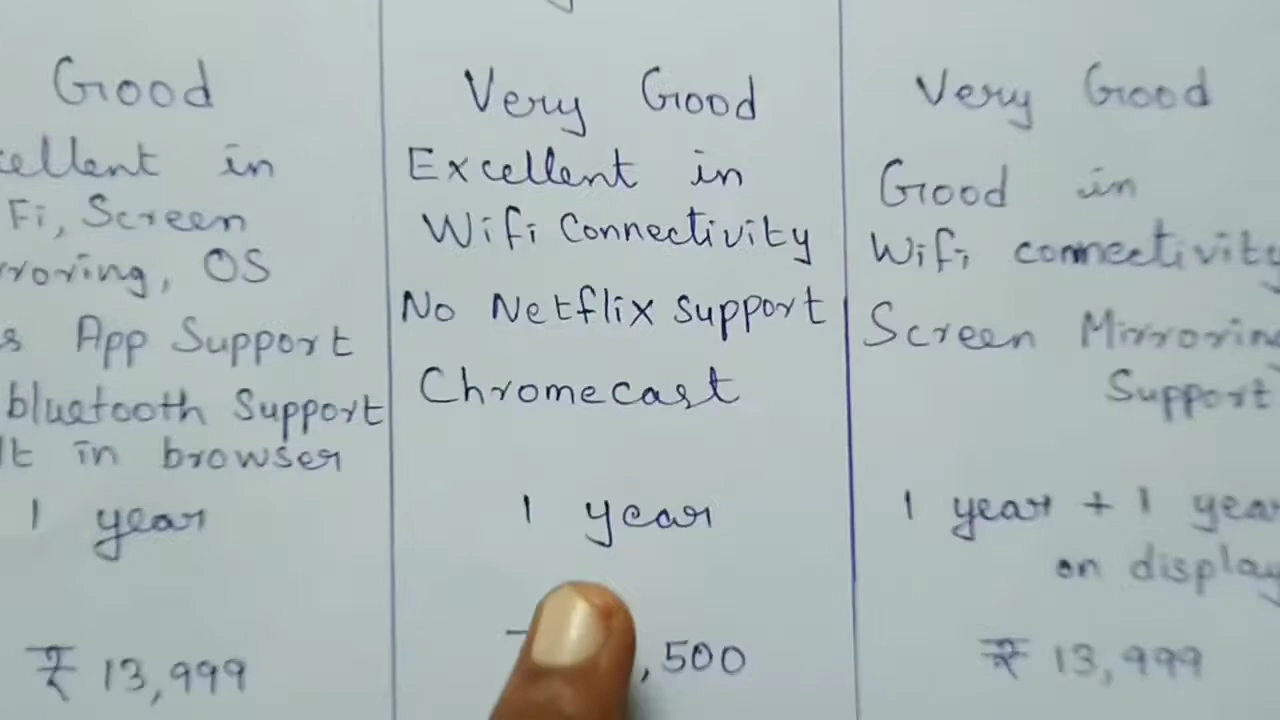 Good
Excellent in
Fi, Screen
Mirroring, OS
App Support
bluetooth Support
in browser
1 year
₹ 13,999
Very Good
Excellent in
Wifi Connectivity
No Netflix support
Chromecast
1 year
,500
Very Good
Good in
Wifi connectivity
Screen Mirroring
Support
1 year + 1 year
on display
₹ 13,999